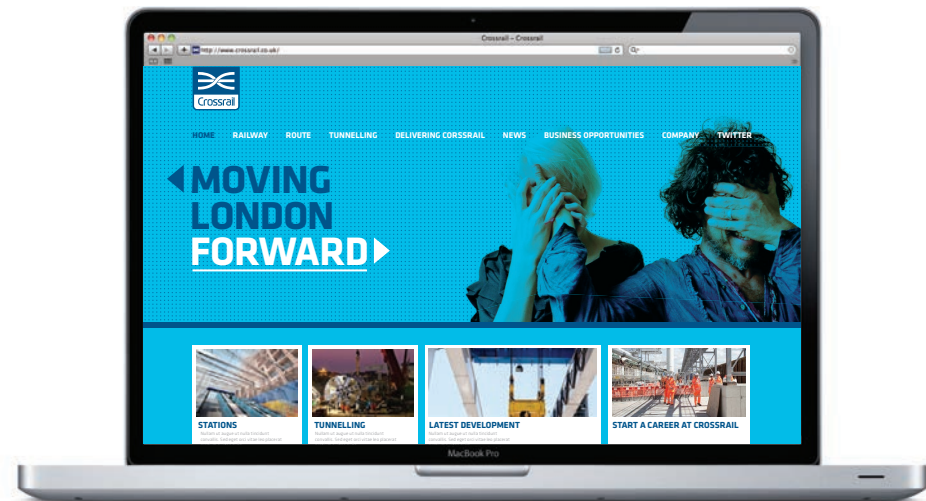 Crossrail – Crossrail
http://www.crossrail.co.uk/
Crossrail
HOME RAILWAY ROUTE TUNNELLING DELIVERING CORSSRAIL NEWS BUSINESS OPPORTUNITIES COMPANY TWITTER
MOVING
LONDON
FORWARD
STATIONS
TUNNELLING
LATEST DEVELOPMENT
START A CAREER AT CROSSRAIL
MacBook Pro